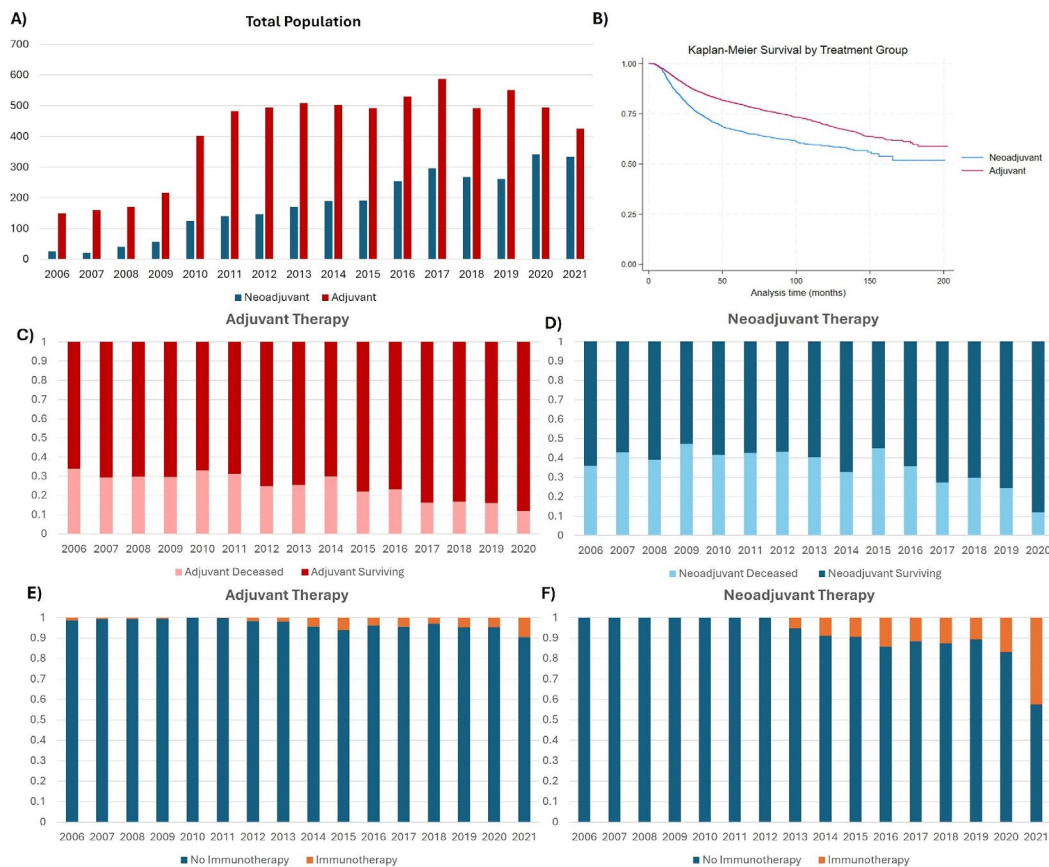 A)
Total Population
700
600
500
400
300
200
100
0
2006 2007 2008 2009 2010 2011 2012 2013 2014 2015 2016 2017 2018 2019 2020 2021
Neoadjuvant Adjuvant
B)
Kaplan-Meier Survival by Treatment Group
1.00
0.75
0.50
0.25
0.00
0 50 100 150 200
Analysis time (months)
Neoadjuvant
Adjuvant
C)
Adjuvant Therapy
1
0.9
0.8
0.7
0.6
0.5
0.4
0.3
0.2
0.1
0
2006 2007 2008 2009 2010 2011 2012 2013 2014 2015 2016 2017 2018 2019 2020
Adjuvant Deceased Adjuvant Surviving
D)
Neoadjuvant Therapy
1
0.9
0.8
0.7
0.6
0.5
0.4
0.3
0.2
0.1
0
2006 2007 2008 2009 2010 2011 2012 2013 2014 2015 2016 2017 2018 2019 2020
Neoadjuvant Deceased Neoadjuvant Surviving
E)
Adjuvant Therapy
1
0.9
0.8
0.7
0.6
0.5
0.4
0.3
0.2
0.1
0
2006 2007 2008 2009 2010 2011 2012 2013 2014 2015 2016 2017 2018 2019 2020 2021
No Immunotherapy Immunotherapy
F)
Neoadjuvant Therapy
1
0.9
0.8
0.7
0.6
0.5
0.4
0.3
0.2
0.1
0
2006 2007 2008 2009 2010 2011 2012 2013 2014 2015 2016 2017 2018 2019 2020 2021
No Immunotherapy Immunotherapy